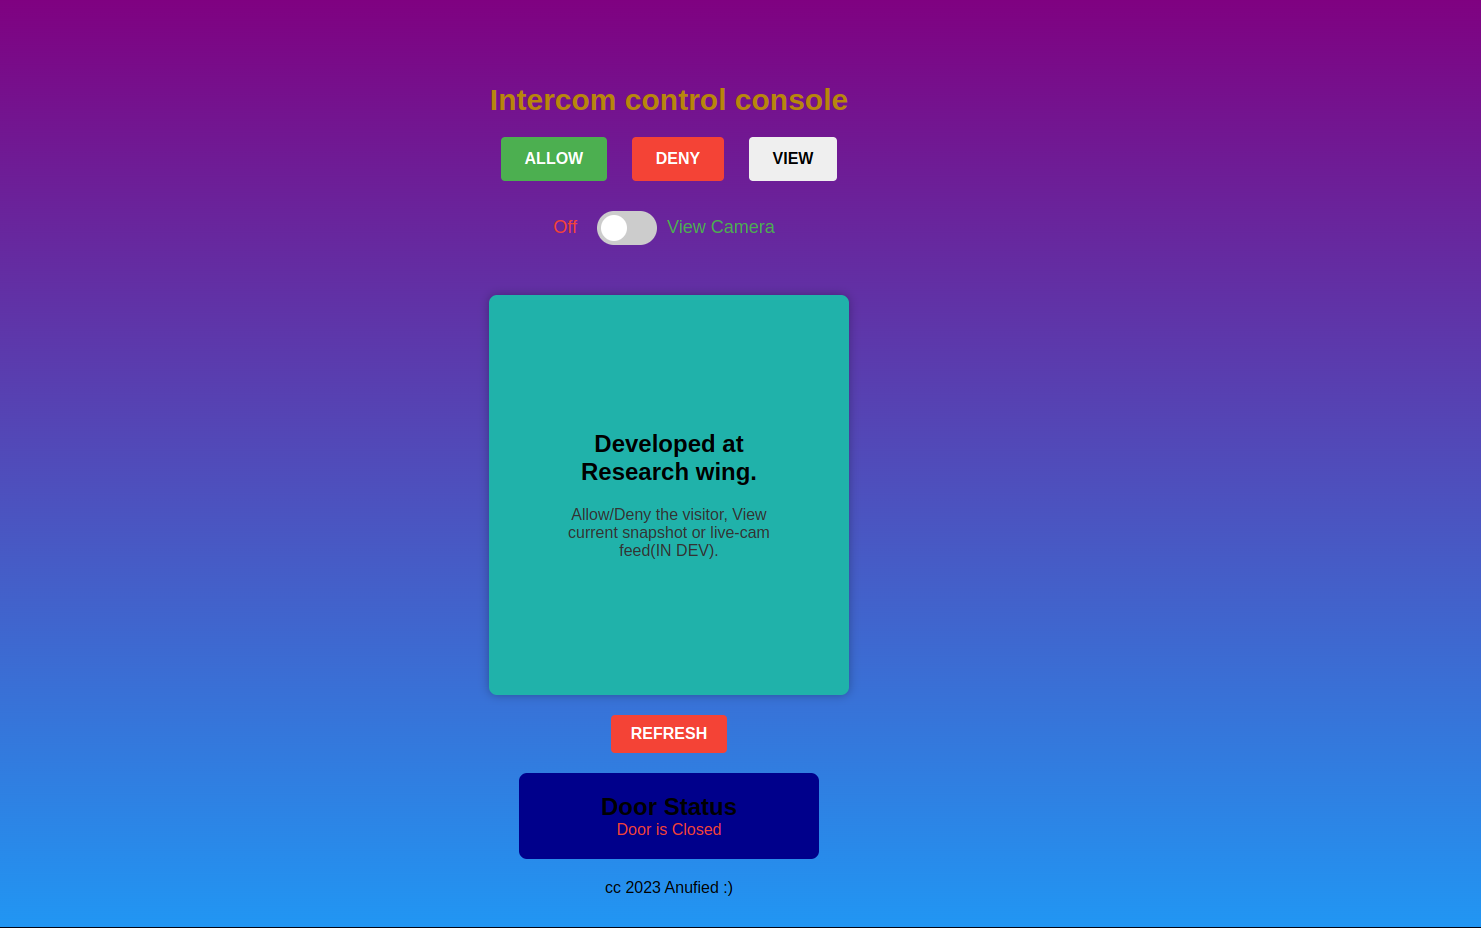 Intercom control console
ALLOW DENY VIEW
Off View Camera
Developed at
Research wing.
Allow/Deny the visitor, View
current snapshot or live-cam
feed(IN DEV).
REFRESH
Door Status
Door is Closed
cc 2023 Anufied :)